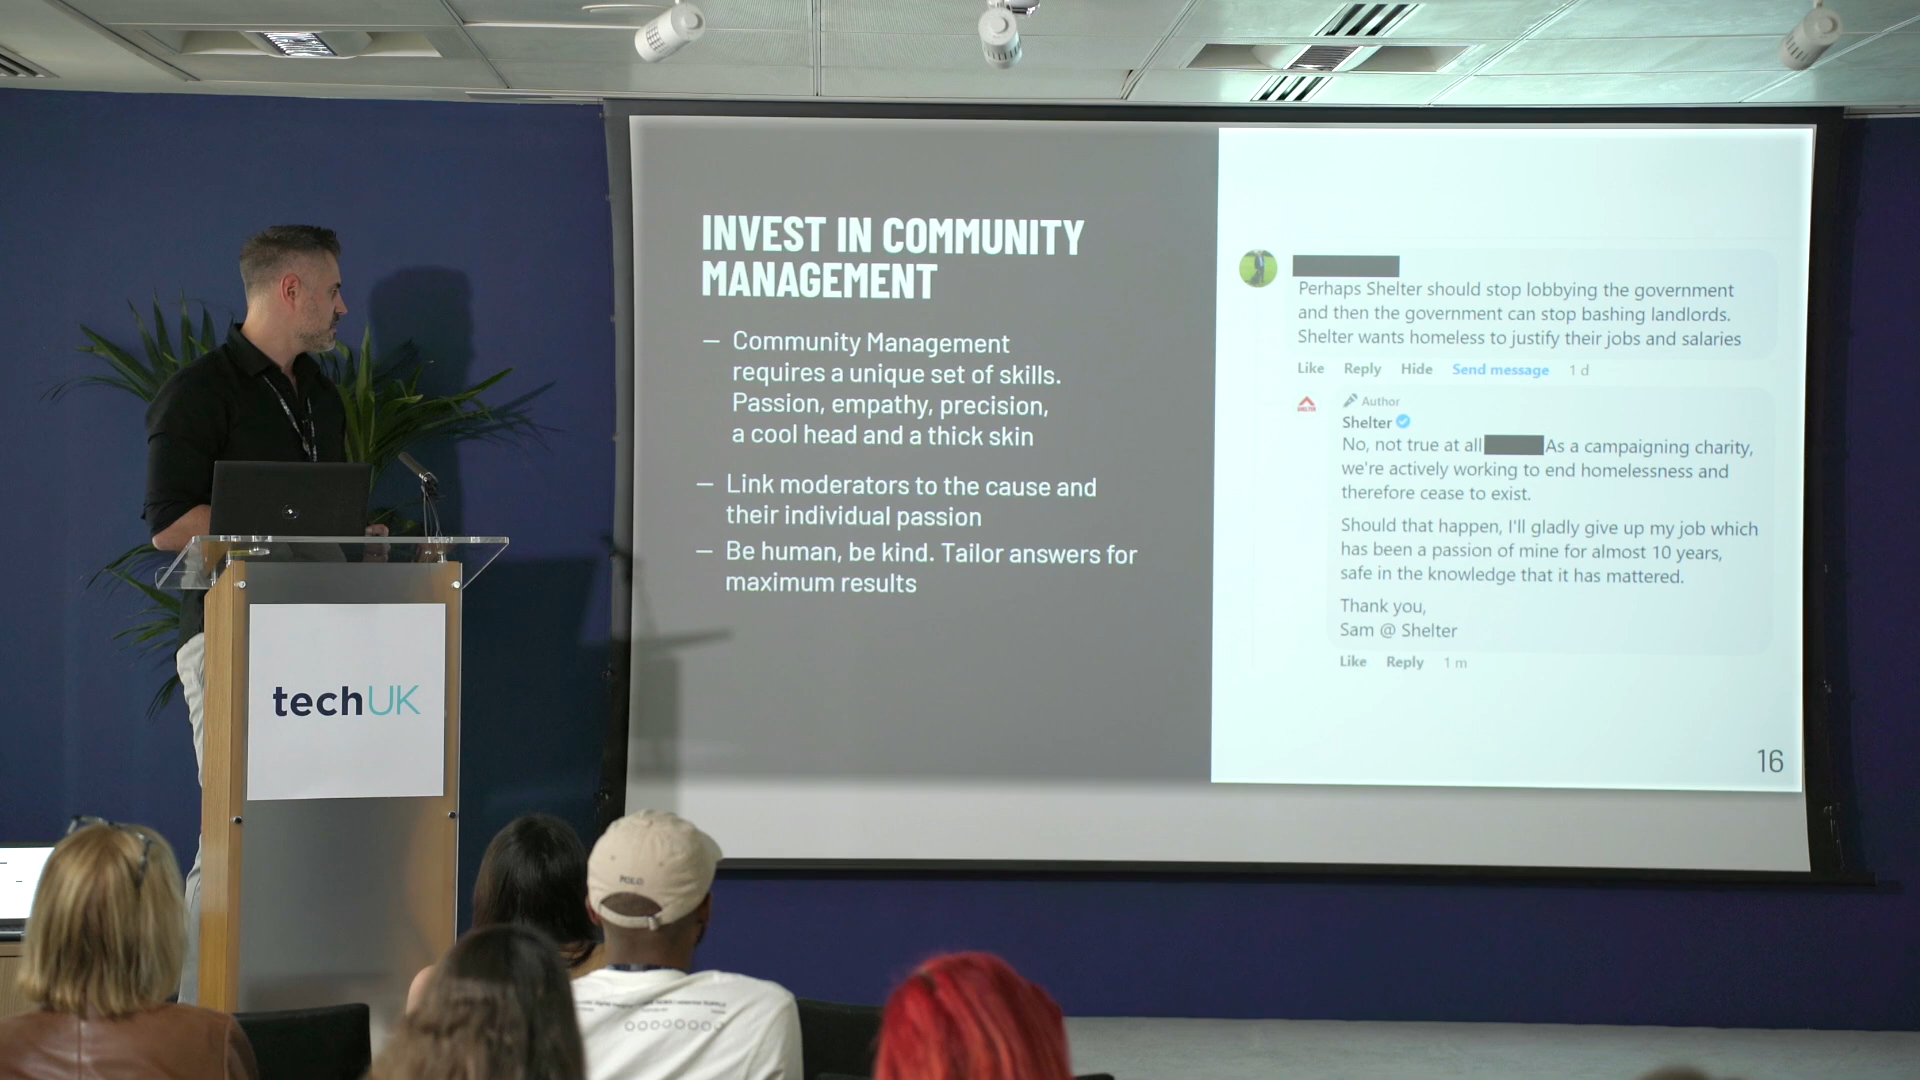 INVEST IN COMMUNITY
MANAGEMENT
– Community Management
requires a unique set of skills.
Passion, empathy, precision,
a cool head and a thick skin
– Link moderators to the cause and
their individual passion
– Be human, be kind. Tailor answers for
maximum results
Perhaps Shelter should stop lobbying the government
and then the government can stop bashing landlords.
Shelter wants homeless to justify their jobs and salaries
Like Reply Hide Send message 1 d
Author
Shelter
No, not true at all As a campaigning charity,
we're actively working to end homelessness and
therefore cease to exist.
Should that happen, I'll gladly give up my job which
has been a passion of mine for almost 10 years,
safe in the knowledge that it has mattered.
Thank you,
Sam @ Shelter
Like Reply 1 m
16
techUK
POLO